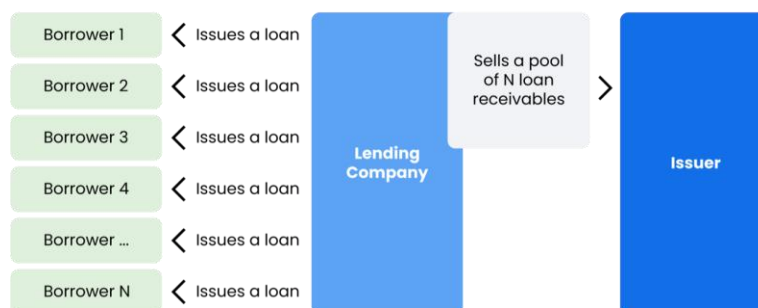 Borrower 1
Issues a loan
Borrower 2
Issues a loan
Borrower 3
Issues a loan
Borrower 4
Issues a loan
Borrower ...
Issues a loan
Borrower N
Issues a loan
Lending
Company
Sells a pool
of N loan
receivables
Issuer